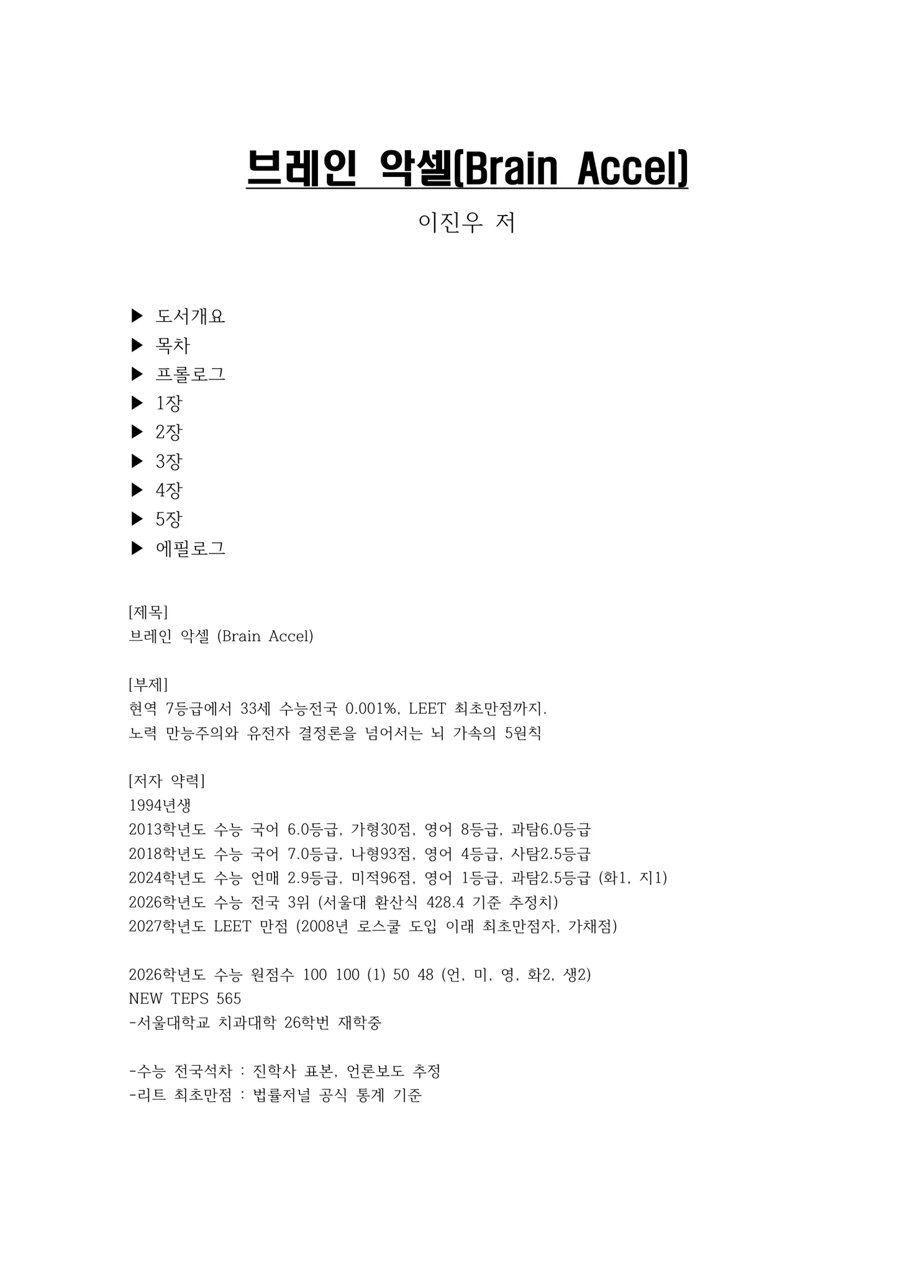 브레인 악셀(Brain Accel)
이진우 저
▶ 도서개요
▶ 목차
▶ 프롤로그
▶ 1장
▶ 2장
▶ 3장
▶ 4장
▶ 5장
▶ 에필로그
[제목]
브레인 악셀 (Brain Accel)
[부제]
현역 7등급에서 33세 수능전국 0.001%, LEET 최초만점까지.
노력 만능주의와 유전자 결정론을 넘어서는 뇌 가속의 5원칙
[저자 약력]
1994년생
2013학년도 수능 국어 6.0등급, 가형30점, 영어 8등급, 과탐6.0등급
2018학년도 수능 국어 7.0등급, 나형93점, 영어 4등급, 사탐2.5등급
2024학년도 수능 언매 2.9등급, 미적96점, 영어 1등급, 과탐2.5등급 (화1, 지1)
2026학년도 수능 전국 3위 (서울대 환산식 428.4 기준 추정치)
2027학년도 LEET 만점 (2008년 로스쿨 도입 이래 최초만점자, 가채점)
2026학년도 수능 원점수 100 100 (1) 50 48 (언, 미, 영, 화2, 생2)
NEW TEPS 565
-서울대학교 치과대학 26학번 재학중
-수능 전국석차 : 진학사 표본, 언론보도 추정
-리트 최초만점 : 법률저널 공식 통계 기준